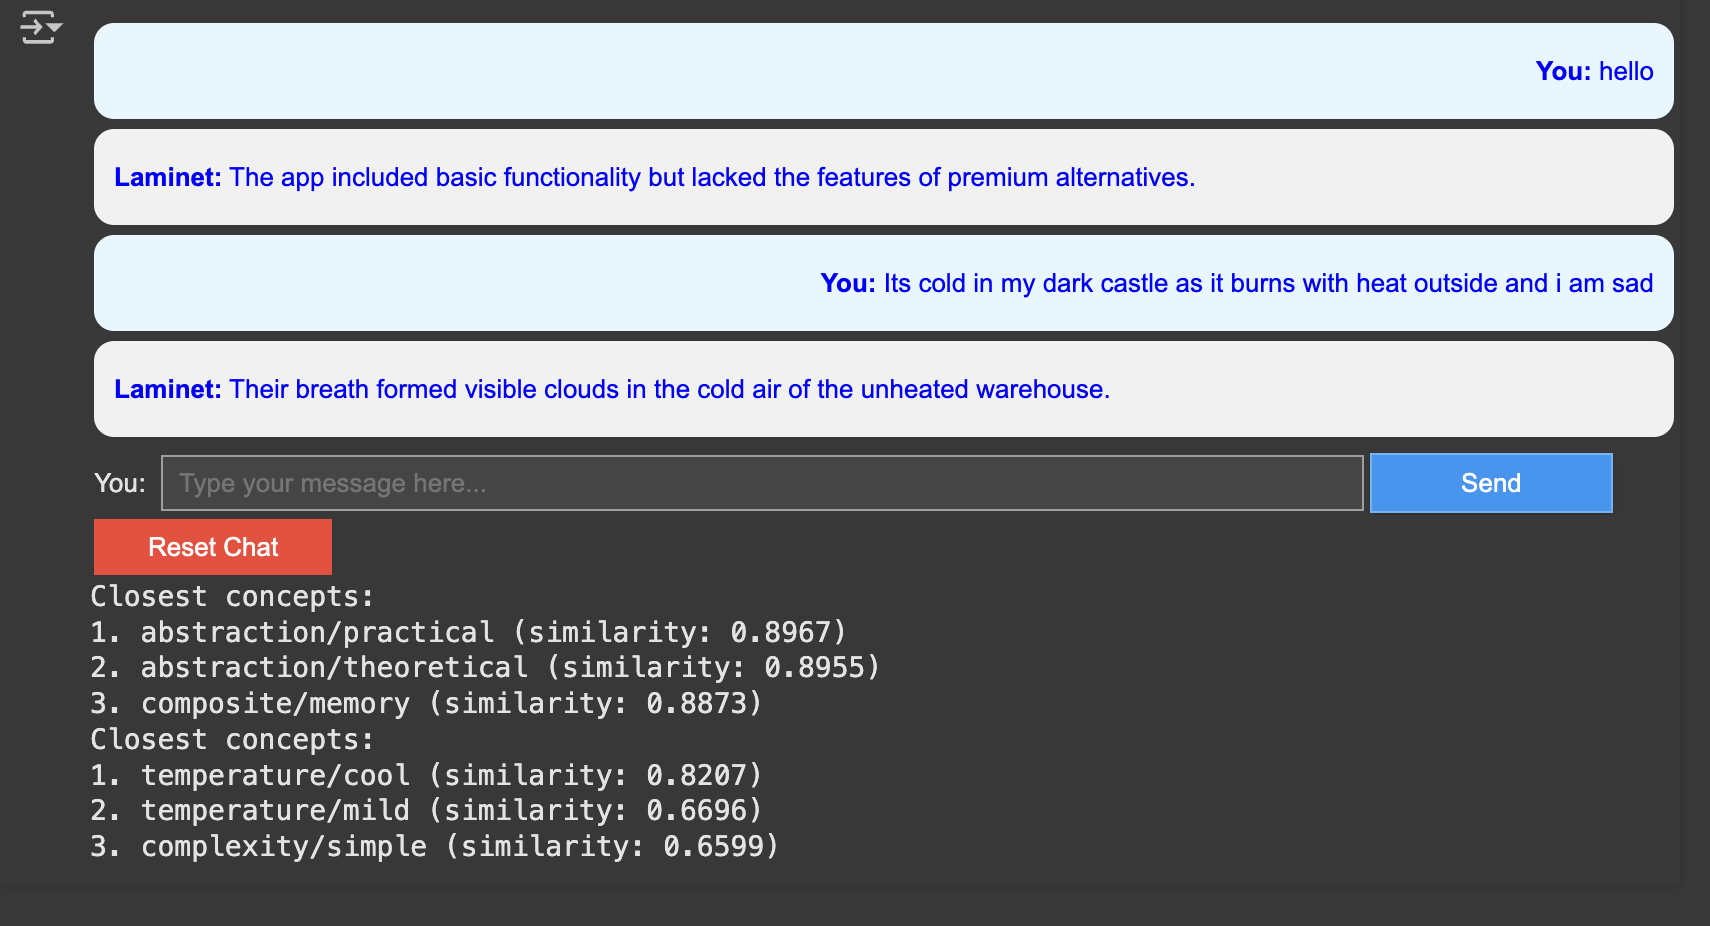 You: hello
Laminet: The app included basic functionality but lacked the features of premium alternatives.
You: Its cold in my dark castle as it burns with heat outside and i am sad
Laminet: Their breath formed visible clouds in the cold air of the unheated warehouse.
You: Type your message here... Send
Reset Chat
Closest concepts:
1. abstraction/practical (similarity: 0.8967)
2. abstraction/theoretical (similarity: 0.8955)
3. composite/memory (similarity: 0.8873)
Closest concepts:
1. temperature/cool (similarity: 0.8207)
2. temperature/mild (similarity: 0.6696)
3. complexity/simple (similarity: 0.6599)